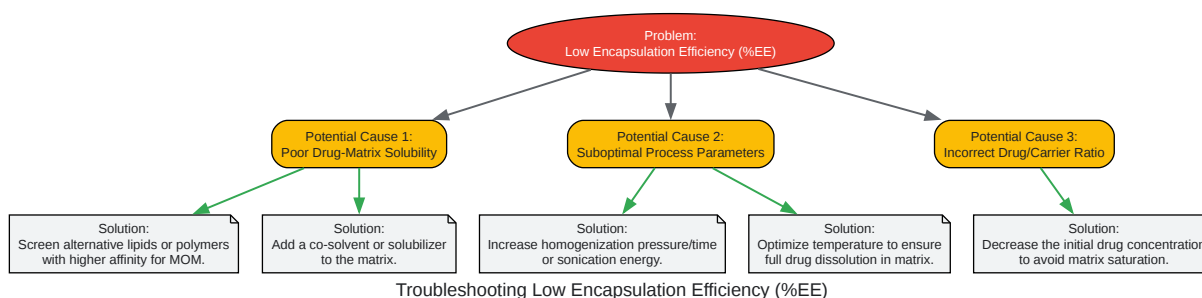 Problem:
Low Encapsulation Efficiency (%EE)
Potential Cause 1:
Poor Drug-Matrix Solubility
Potential Cause 2:
Suboptimal Process Parameters
Potential Cause 3:
Incorrect Drug/Carrier Ratio
Solution:
Screen alternative lipids or polymers
with higher affinity for MOM.
Solution:
Add a co-solvent or solubilizer
to the matrix.
Solution:
Increase homogenization pressure/time
or sonication energy.
Solution:
Optimize temperature to ensure
full drug dissolution in matrix.
Solution:
Decrease the initial drug concentration
to avoid matrix saturation.
Troubleshooting Low Encapsulation Efficiency (%EE)